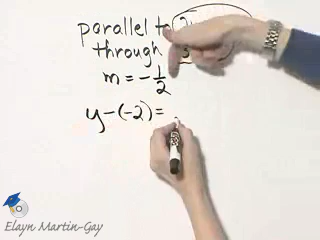 parallel to
through
m = -1/2
y-(-2) =
Elayn Martin-Gay